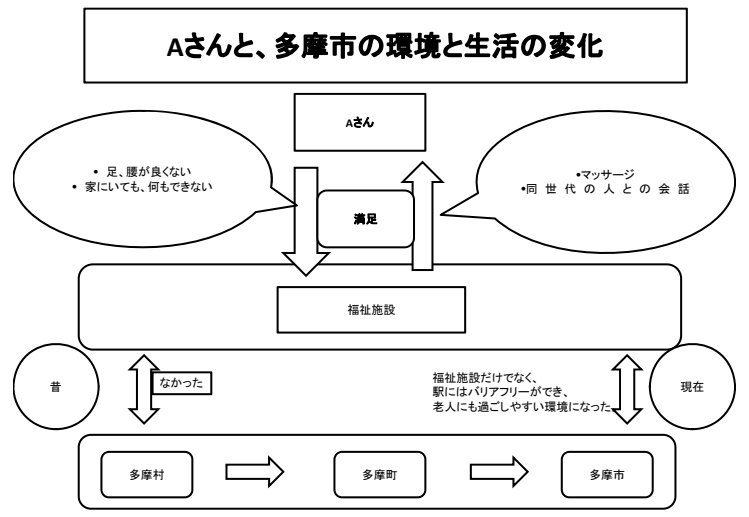 Aさんと、多摩市の環境と生活の変化
Aさん
• 足、腰が良くない
• 家にいても、何もできない
満足
•マッサージ
•同世代の人との会話
福祉施設
昔
なかった
福祉施設だけでなく、
駅にはバリアフリーができ、
老人にも過ごしやすい環境になった。
現在
多摩村
多摩町
多摩市